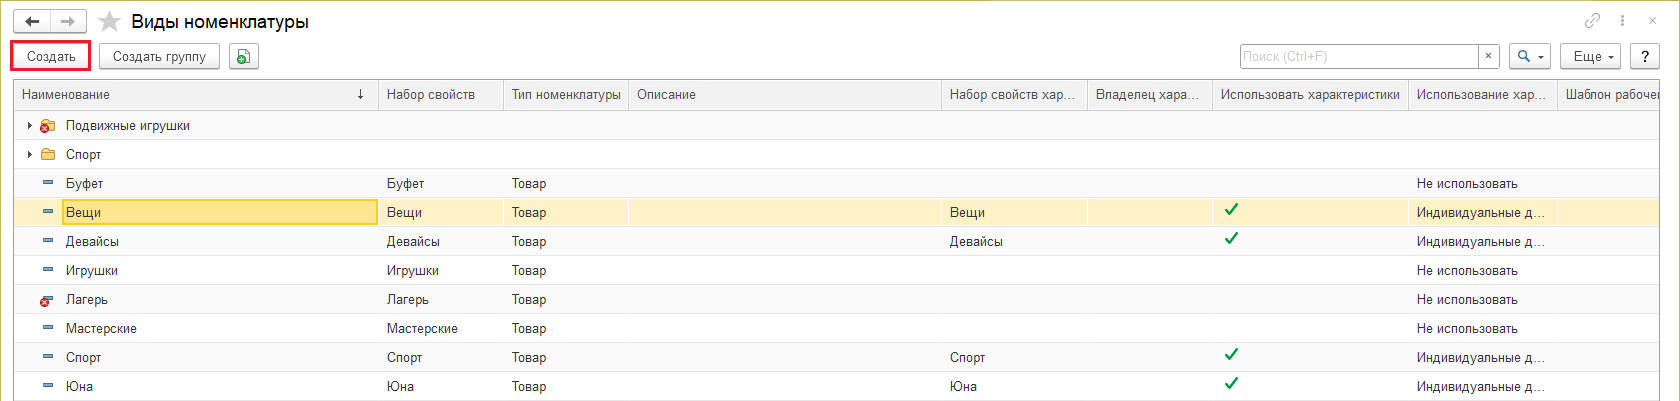 Виды номенклатуры
Создать Создать группу Поиск (Ctrl+F) × Еще ?
Наименование ↓ Набор свойств Тип номенклатуры Описание Набор свойств хар... Владелец хара... Использовать характеристики Использование хар... Шаблон рабочей
Подвижные игрушки
Спорт
Буфет Буфет Товар Не использовать
Вещи Вещи Товар Вещи Индивидуальные д...
Девайсы Девайсы Товар Девайсы Индивидуальные д...
Игрушки Игрушки Товар Не использовать
Лагерь Лагерь Товар Не использовать
Мастерские Мастерские Товар Не использовать
Спорт Спорт Товар Спорт Индивидуальные д...
Юна Юна Товар Юна Индивидуальные д...